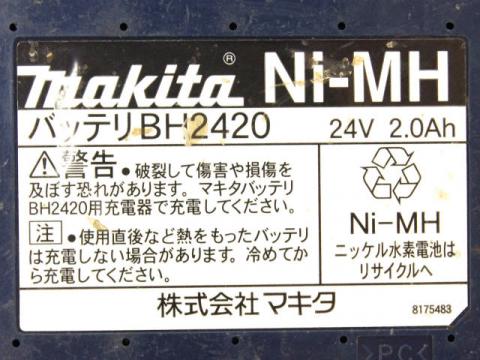 makita® Ni-MH
バッテリBH2420 24V 2.0Ah
⚠警告 ●破裂して傷害や損傷を
及ぼす恐れがあります。マキタバッテリ
BH2420用充電器で充電してください。
注 ●使用直後など熱をもったバッテリ
は充電しない場合があります。冷めてか
ら充電してください。
Ni-MH
ニッケル水素電池は
リサイクルへ
株式会社マキタ 8175483
PC